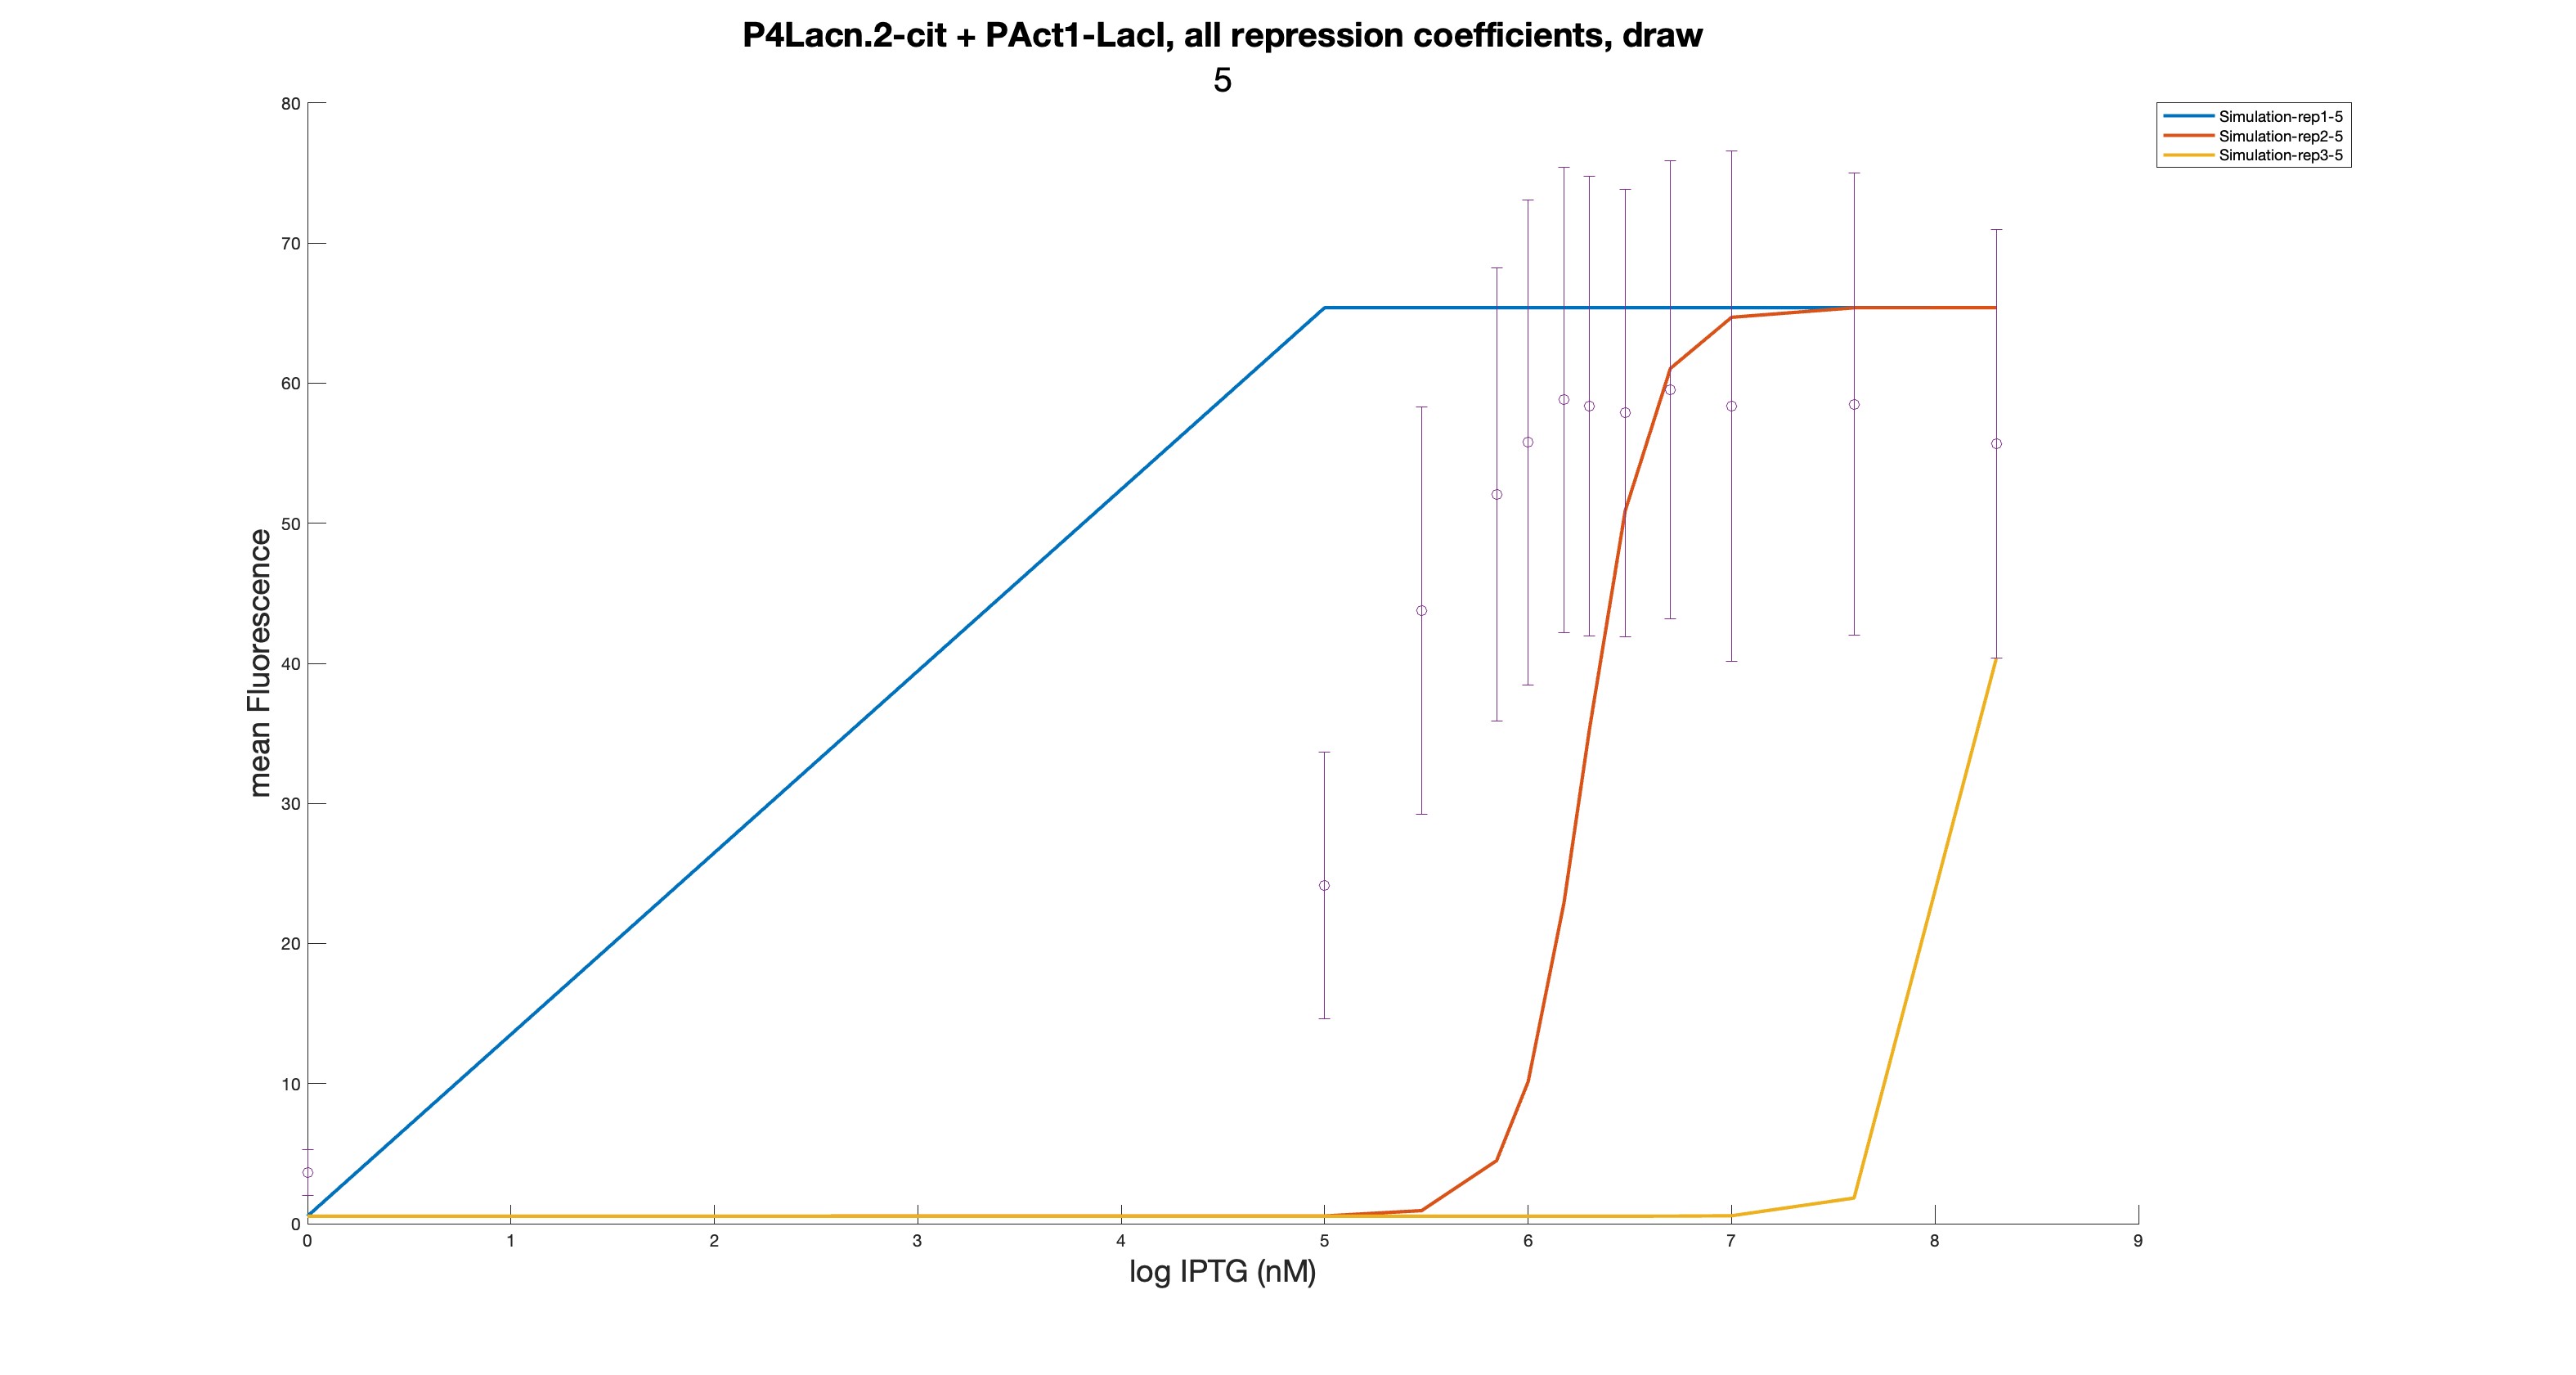 P4Lacn.2-cit + PAct1-LacI, all repression coefficients, draw
5
80
70
60
50
40
30
20
10
0
mean Fluorescence
0 1 2 3 4 5 6 7 8 9
log IPTG (nM)
Simulation-rep1-5
Simulation-rep2-5
Simulation-rep3-5